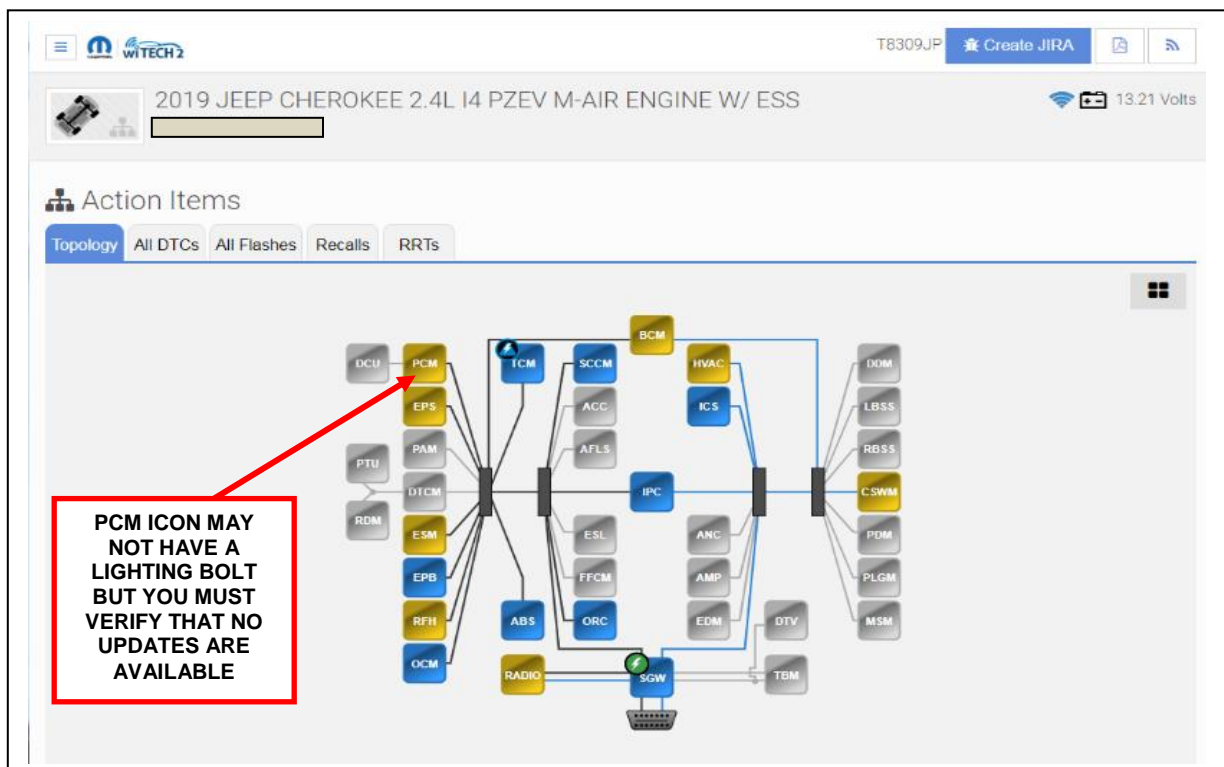 wiTECH 2
T8309JP
Create JIRA
2019 JEEP CHEROKEE 2.4L I4 PZEV M-AIR ENGINE W/ ESS
13.21 Volts
Action Items
Topology
All DTCs
All Flashes
Recalls
RRTs
BCM
DCU
PCM
TCM
SCCM
HVAC
DDM
EPS
ACC
ICS
LBSS
PAM
AFLS
RBSS
PTU
DTCM
IPC
CSWM
RDM
ESM
ESL
ANC
PDM
EPB
FFCM
AMP
PLGM
RFH
ABS
ORC
EDM
DTV
MSM
OCM
RADIO
SGW
TBM
PCM ICON MAY
NOT HAVE A
LIGHTING BOLT
BUT YOU MUST
VERIFY THAT NO
UPDATES ARE
AVAILABLE